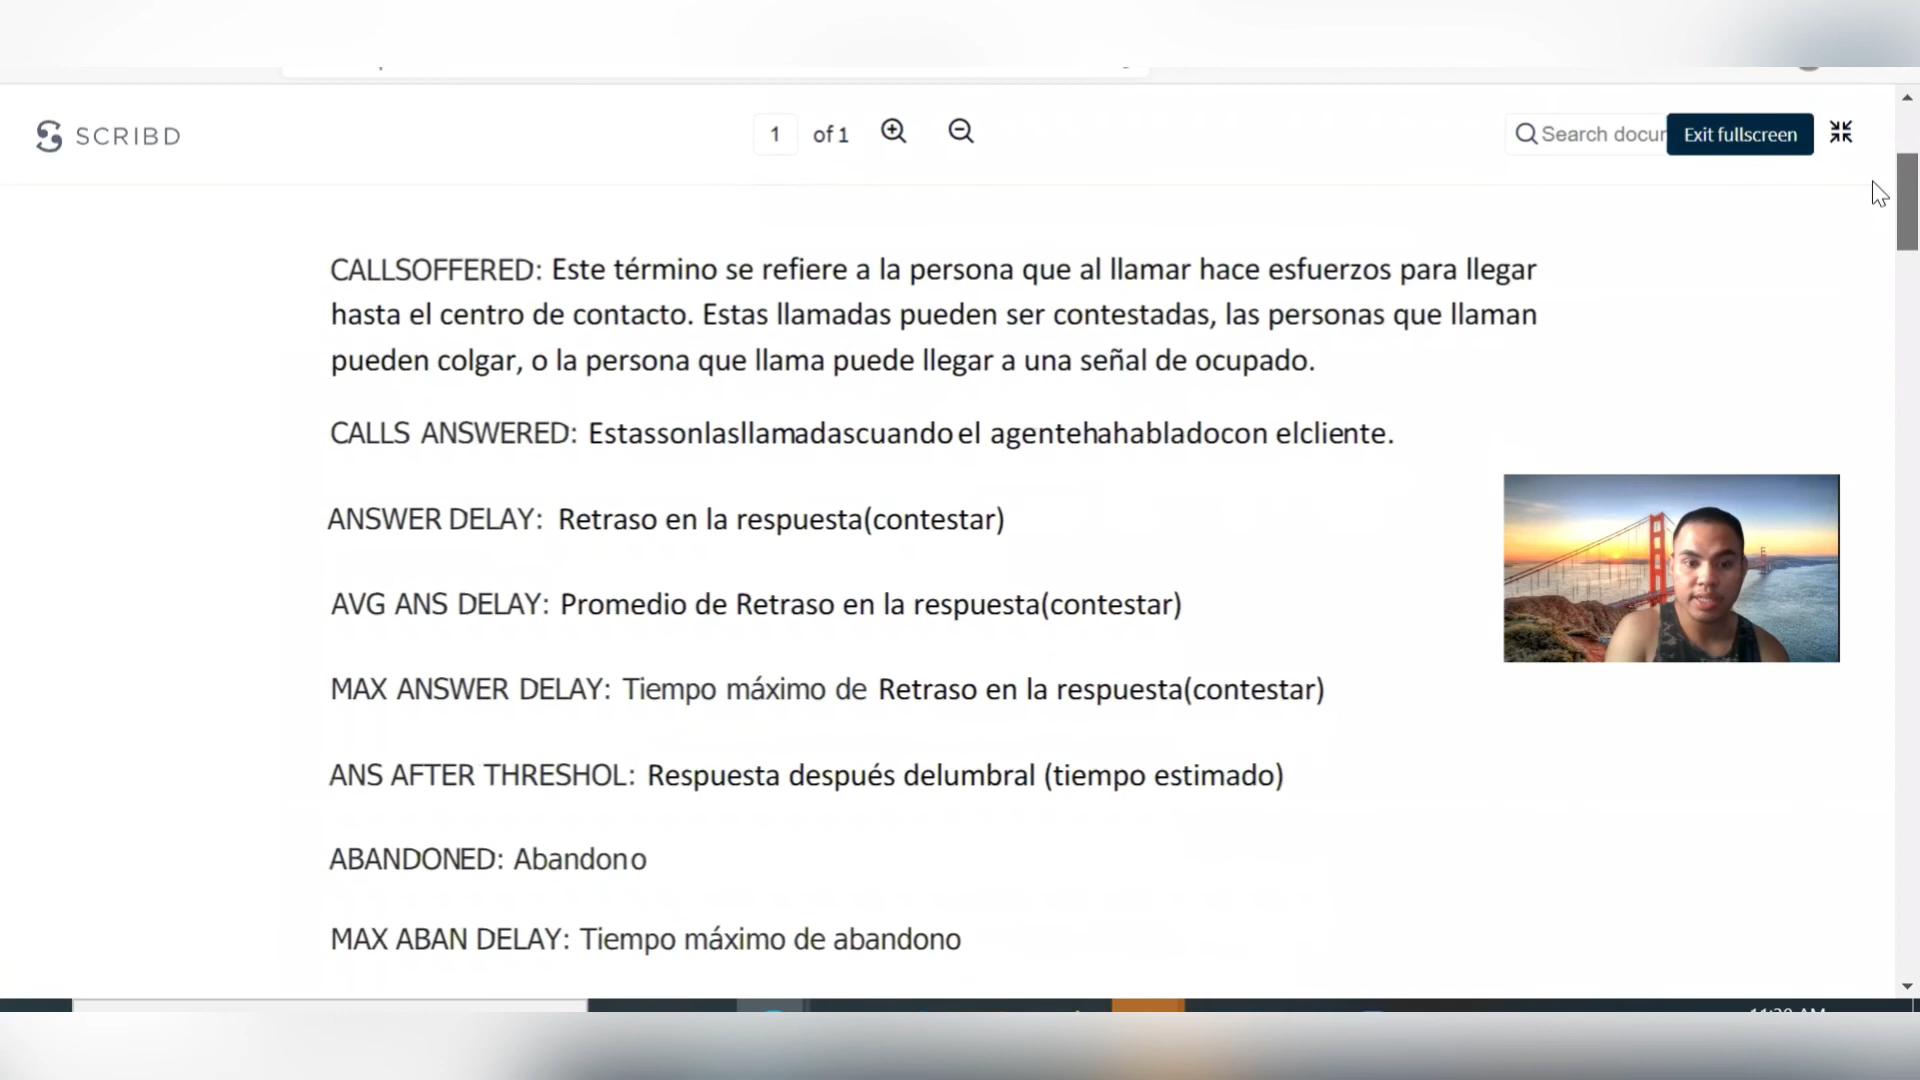 SCRIBD
1 of 1
Search docur
Exit fullscreen
CALLSOFFERED: Este término se refiere a la persona que al llamar hace esfuerzos para llegar
hasta el centro de contacto. Estas llamadas pueden ser contestadas, las personas que llaman
pueden colgar, o la persona que llama puede llegar a una señal de ocupado.
CALLS ANSWERED: Estassonlasllamadascuando el agentehahabladocon elcliente.
ANSWER DELAY: Retraso en la respuesta(contestar)
AVG ANS DELAY: Promedio de Retraso en la respuesta(contestar)
MAX ANSWER DELAY: Tiempo máximo de Retraso en la respuesta(contestar)
ANS AFTER THRESHOL: Respuesta después delumbral (tiempo estimado)
ABANDONED: Abandono
MAX ABAN DELAY: Tiempo máximo de abandono